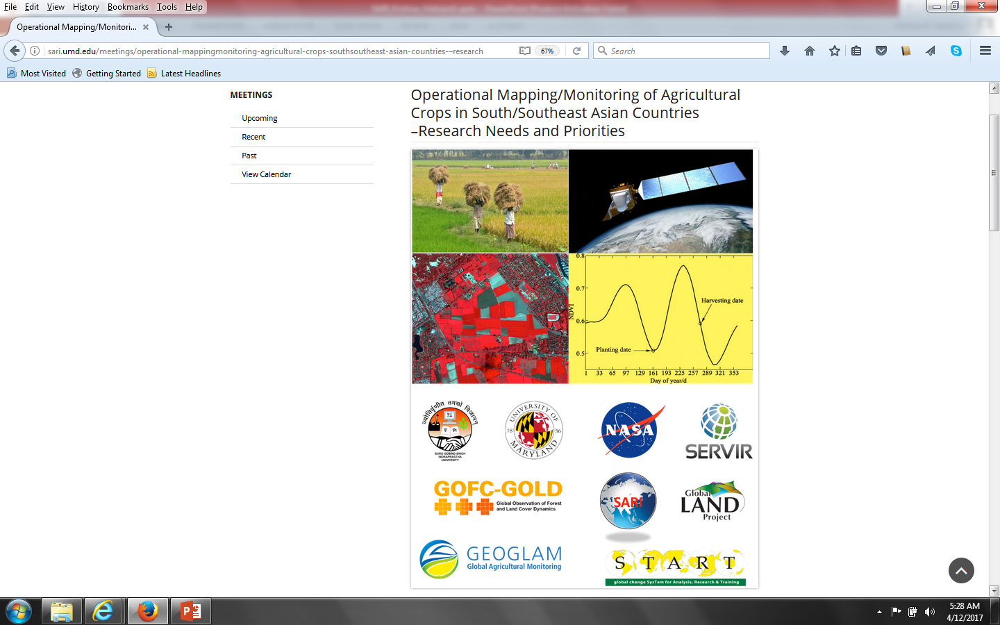 File Edit View History Bookmarks Tools Help
Operational Mapping/Monitori...
sari.umd.edu/meetings/operational-mappingmonitoring-agricultural-crops-southsoutheast-asian-countries-–research
67%
Search
Most Visited Getting Started Latest Headlines
MEETINGS
Upcoming
Recent
Past
View Calendar
Operational Mapping/Monitoring of Agricultural
Crops in South/Southeast Asian Countries
–Research Needs and Priorities
0.8
0.7
0.6
0.5
NDVI
Harvesting date
Planting date
1 33 65 97 129 161 193 225 257 289 321 353
Day of year/d
ज्योतिर्वृणीत तमसो विजानन्
GURU GOBIND SINGH
INDRAPRASTHA
UNIVERSITY
UNIVERSITY OF
18 56
MARYLAND
NASA
SERVIR
GOFC-GOLD
Global Observation of Forest
and Land Cover Dynamics
SARI
Global
LAND
Project
GEOGLAM
Global Agricultural Monitoring
START
global change SysTem for Analysis, Research & Training
5:28 AM
4/12/2017